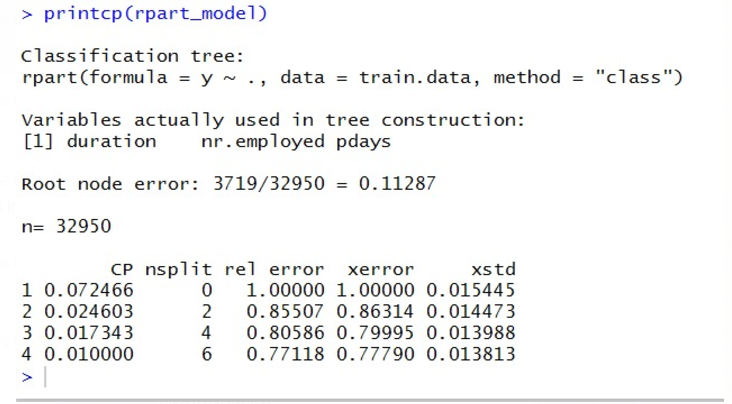 > printcp(rpart_model)
Classification tree:
rpart(formula = y ~ ., data = train.data, method = "class")
Variables actually used in tree construction:
[1] duration    nr.employed pdays
Root node error: 3719/32950 = 0.11287
n= 32950
        CP nsplit rel error  xerror     xstd
1 0.072466      0   1.00000 1.00000 0.015445
2 0.024603      2   0.85507 0.86314 0.014473
3 0.017343      4   0.80586 0.79995 0.013988
4 0.010000      6   0.77118 0.77790 0.013813
>